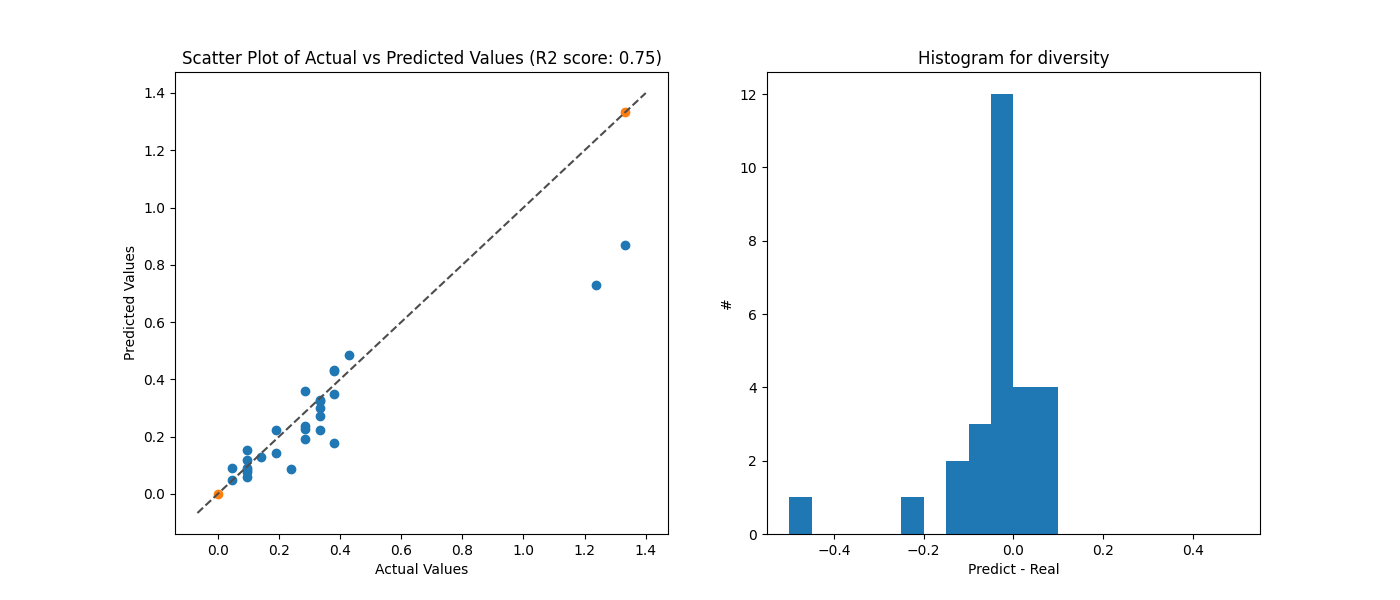 Scatter Plot of Actual vs Predicted Values (R2 score: 0.75)
1.4
1.2
1.0
0.8
0.6
0.4
0.2
0.0
Predicted Values
0.0 0.2 0.4 0.6 0.8 1.0 1.2 1.4
Actual Values
Histogram for diversity
12
10
8
6
4
2
0
#
−0.4 −0.2 0.0 0.2 0.4
Predict - Real